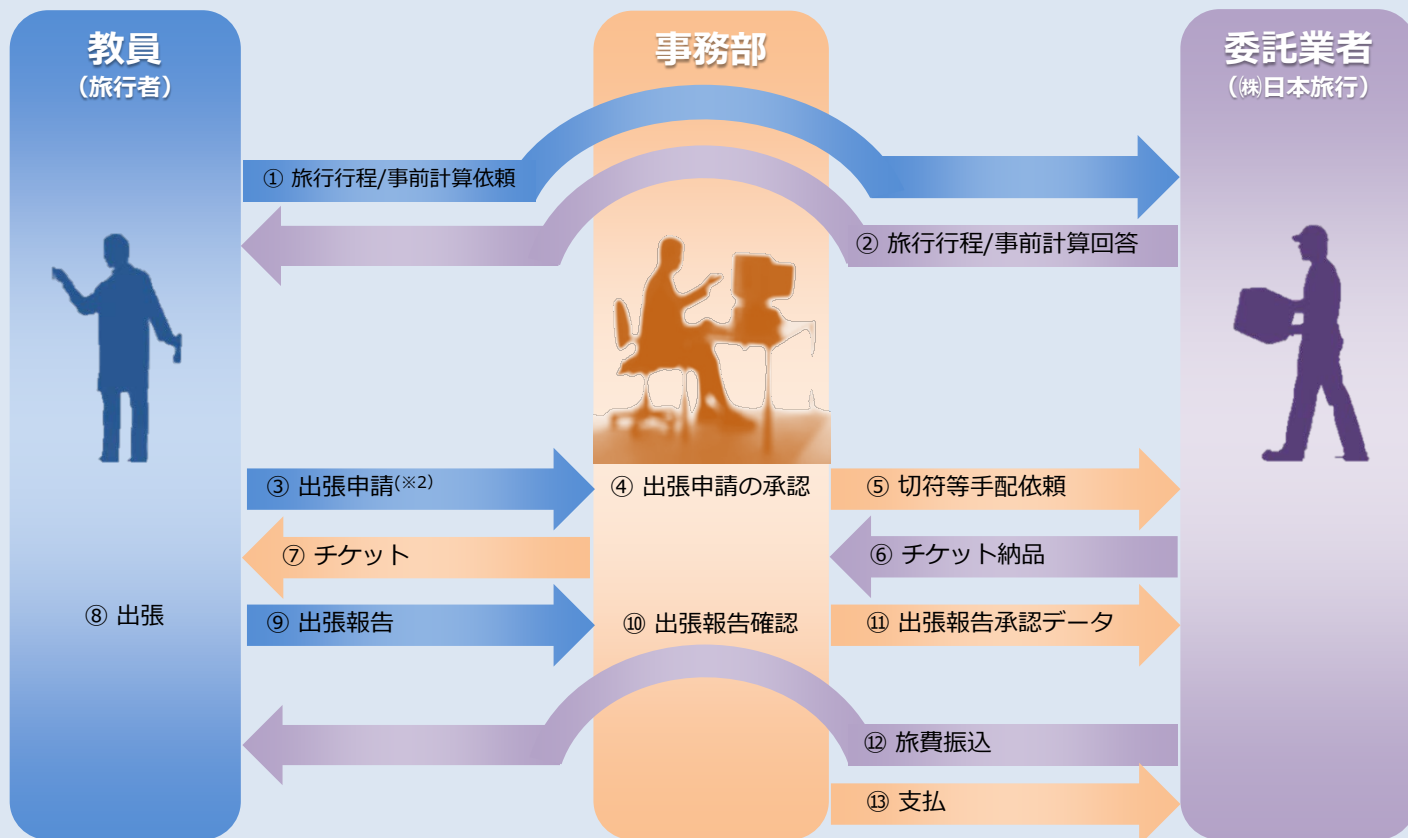 教員
（旅行者）
事務部
委託業者
（㈱日本旅行）
① 旅行行程/事前計算依頼
② 旅行行程/事前計算回答
③ 出張申請(※2)
④ 出張申請の承認
⑤ 切符等手配依頼
⑦ チケット
⑥ チケット納品
⑧ 出張
⑨ 出張報告
⑩ 出張報告確認
⑪ 出張報告承認データ
⑫ 旅費振込
⑬ 支払